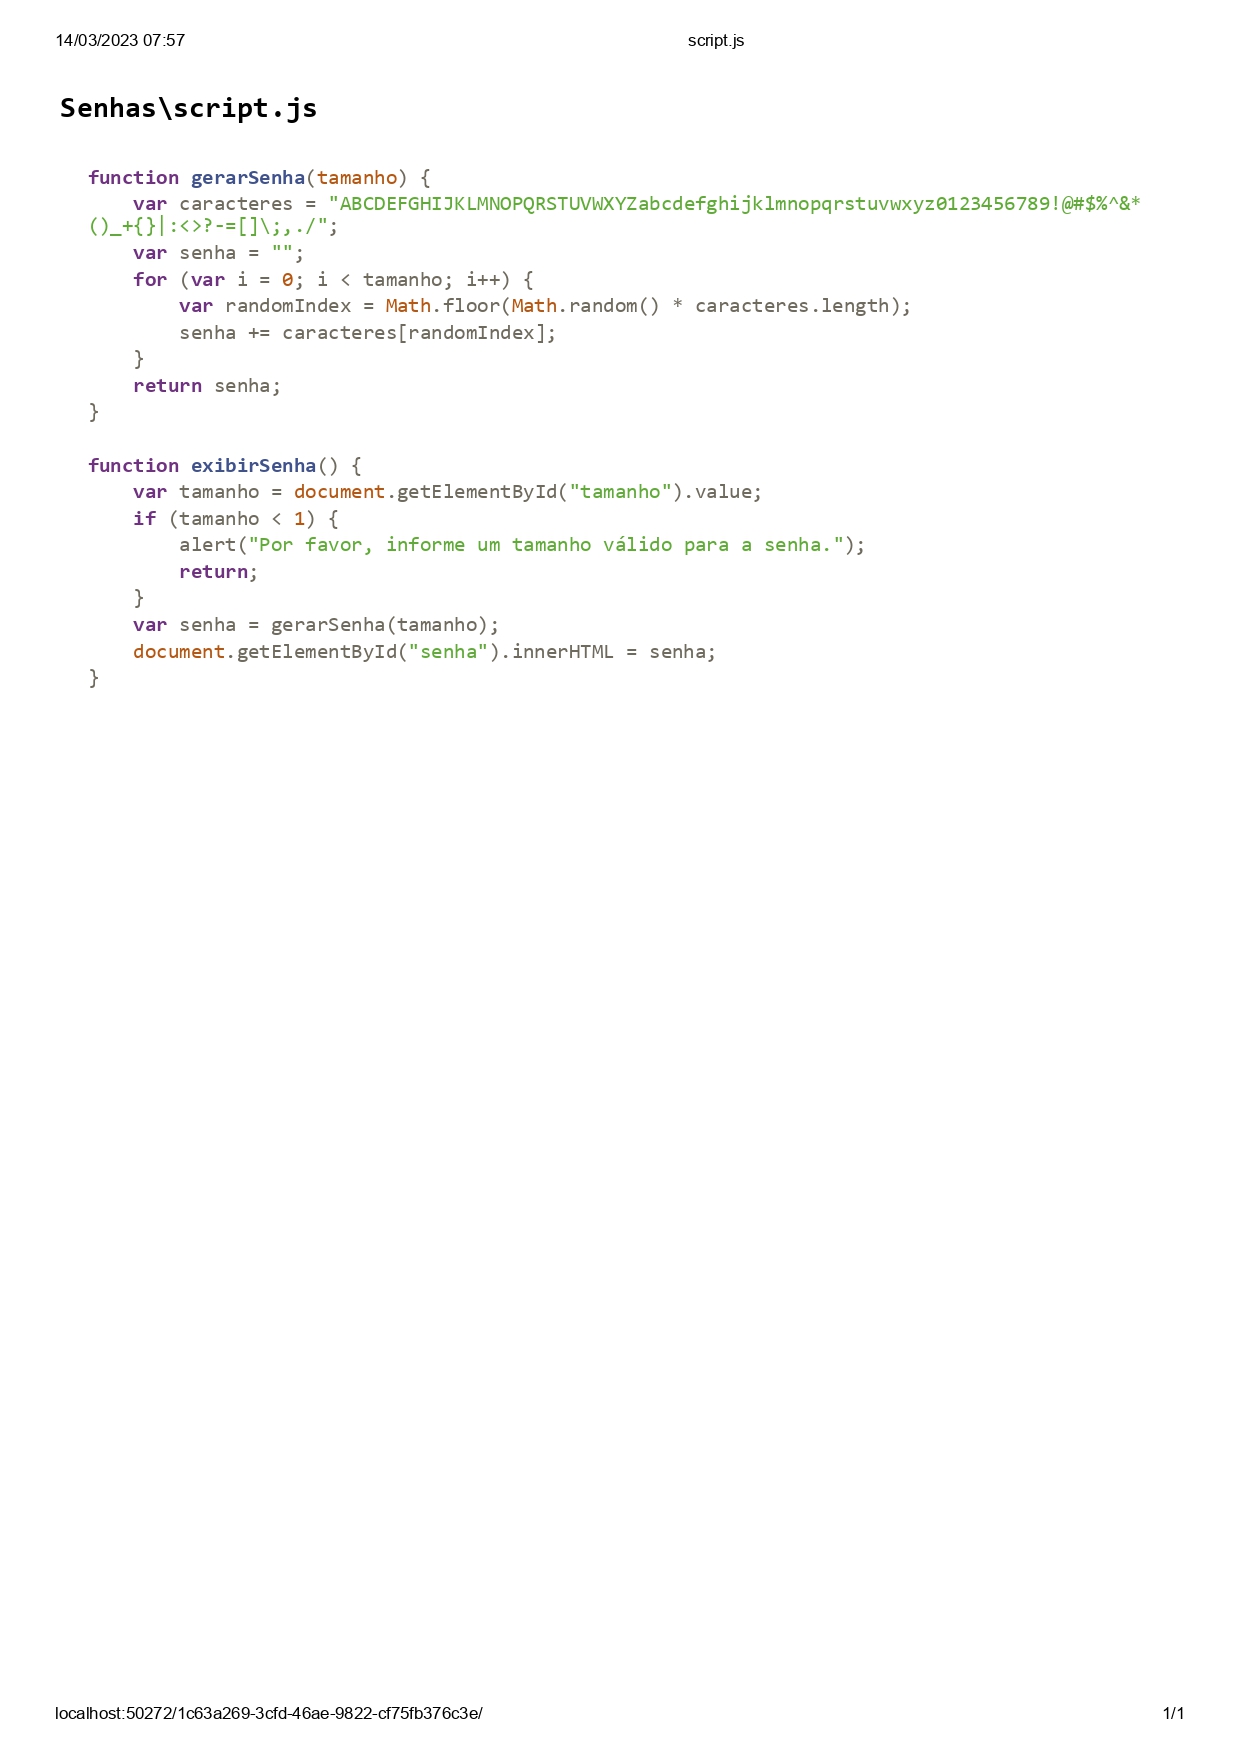 14/03/2023 07:57
script.js
Senhas\script.js
function gerarSenha(tamanho) {
    var caracteres = "ABCDEFGHIJKLMNOPQRSTUVWXYZabcdefghijklmnopqrstuvwxyz0123456789!@#$%^&*
()_+{}|:<>?-=[]\;,./";
    var senha = "";
    for (var i = 0; i < tamanho; i++) {
        var randomIndex = Math.floor(Math.random() * caracteres.length);
        senha += caracteres[randomIndex];
    }
    return senha;
}
function exibirSenha() {
    var tamanho = document.getElementById("tamanho").value;
    if (tamanho < 1) {
        alert("Por favor, informe um tamanho válido para a senha.");
        return;
    }
    var senha = gerarSenha(tamanho);
    document.getElementById("senha").innerHTML = senha;
}
localhost:50272/1c63a269-3cfd-46ae-9822-cf75fb376c3e/
1/1